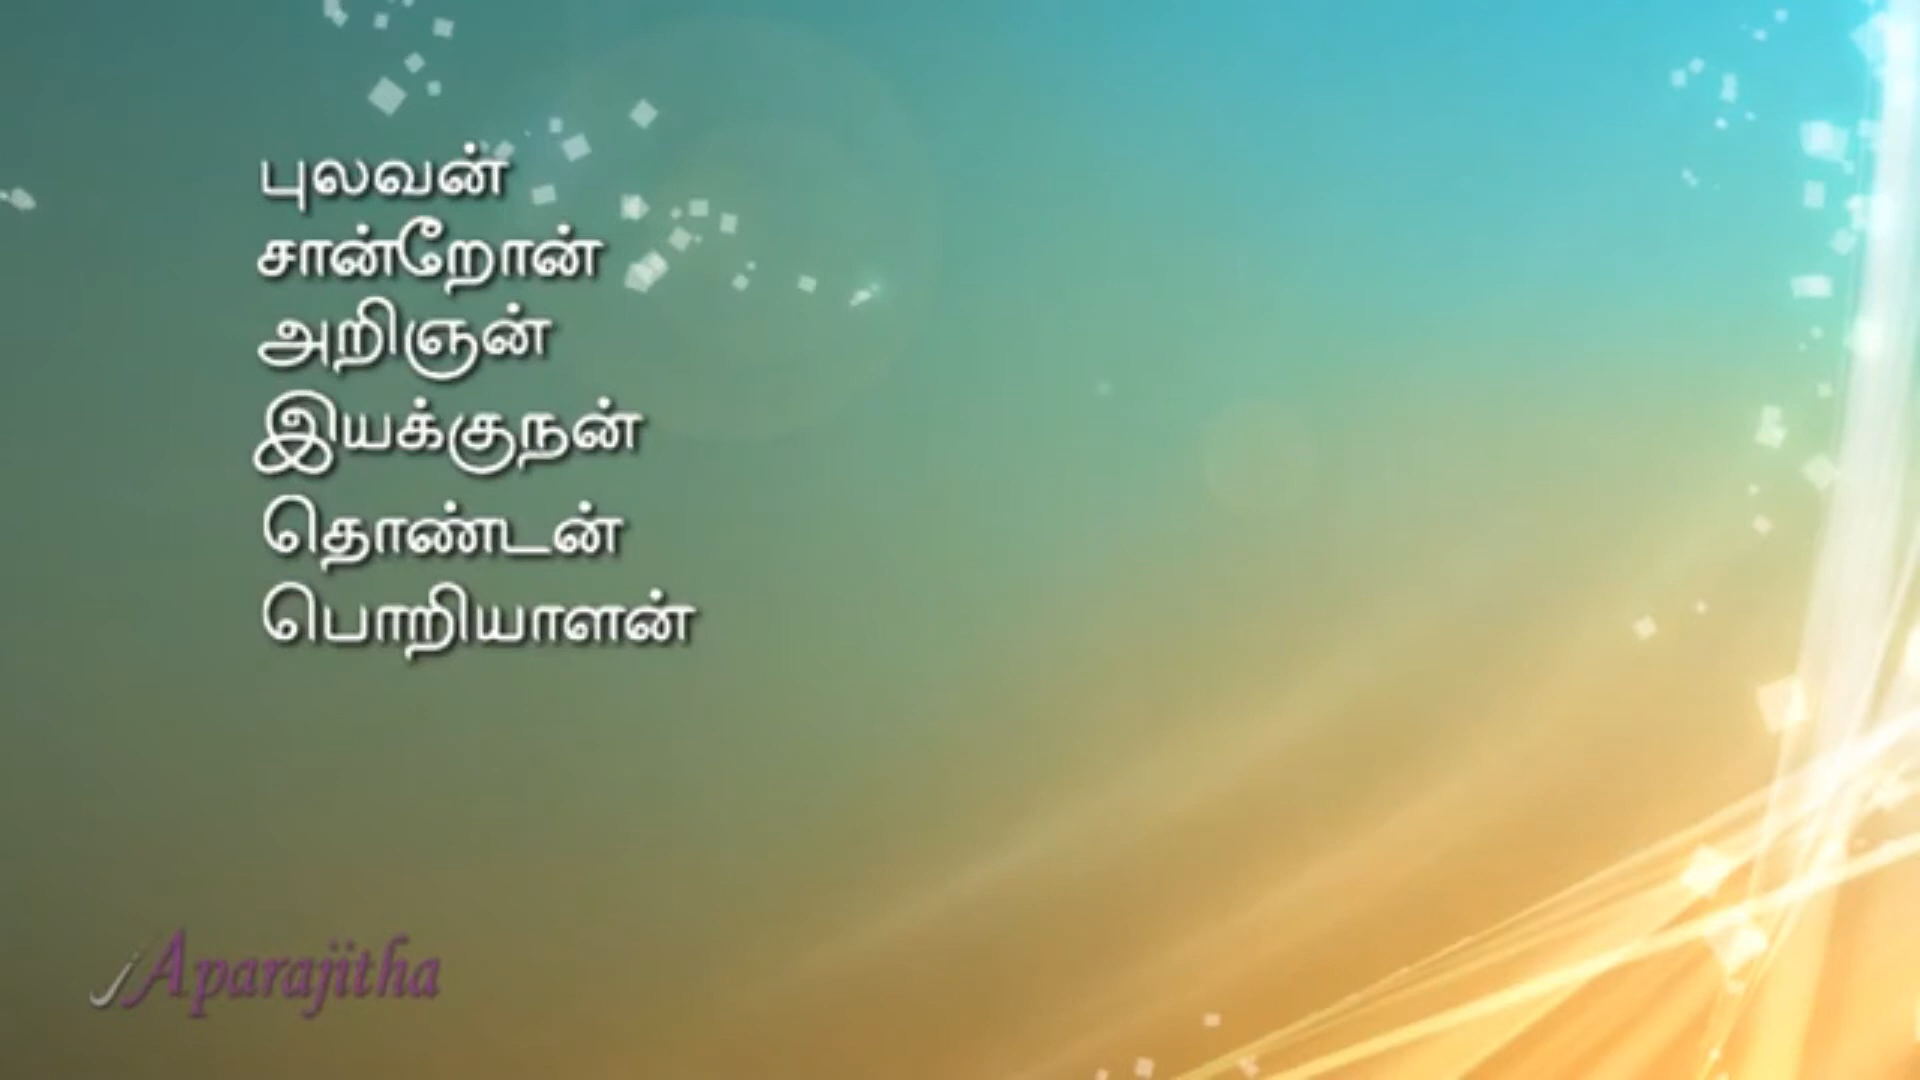 புலவன்
சான்றோன்
அறிஞன்
இயக்குநன்
தொண்டன்
பொறியாளன்
Aparajitha